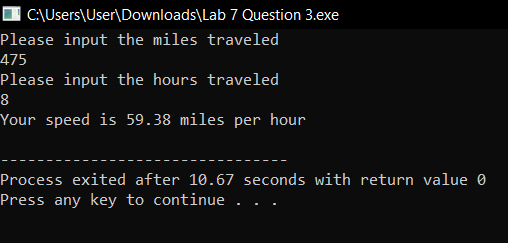 C:\Users\User\Downloads\Lab 7 Question 3.exe
Please input the miles traveled
475
Please input the hours traveled
8
Your speed is 59.38 miles per hour
--------------------------------
Process exited after 10.67 seconds with return value 0
Press any key to continue . . .